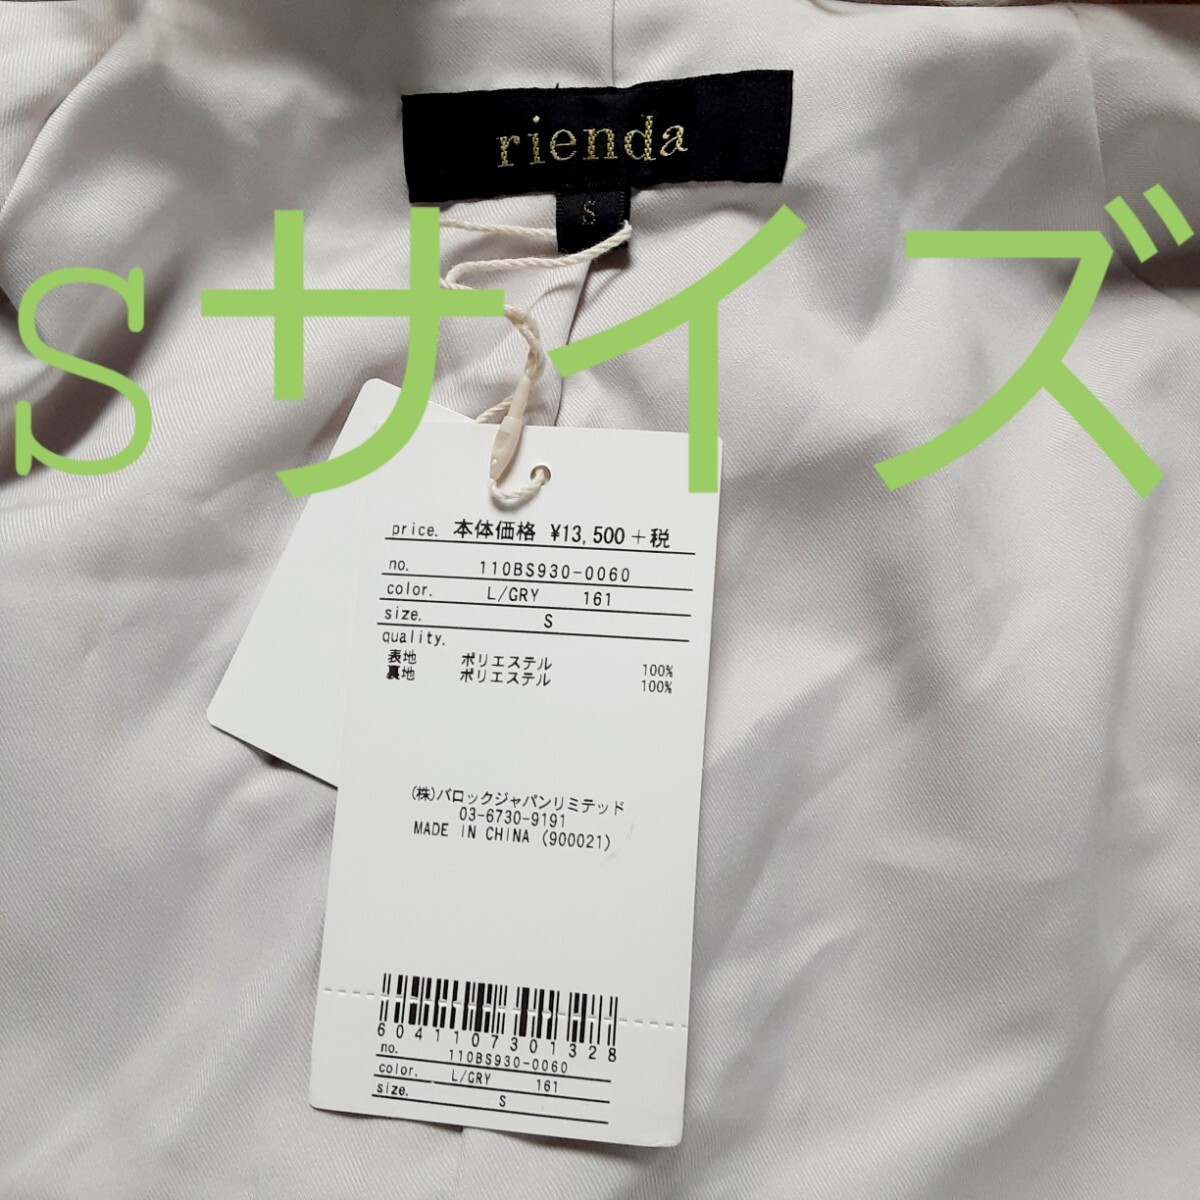 rienda
S
Sサイズ
price. 本体価格 ¥13,500+税
no. 110BS930-0060
color. L/GRY 161
size. S
quality.
表地 ポリエステル 100%
裏地 ポリエステル 100%
(株)バロックジャパンリミテッド
03-6730-9191
MADE IN CHINA (900021)
6041107301328
no. 110BS930-0060
color. L/GRY 161
size. S